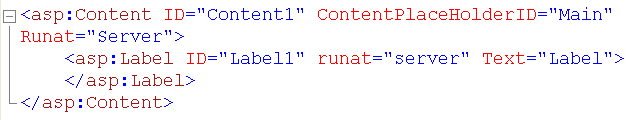 <asp:Content ID="Content1" ContentPlaceHolderID="Main"
Runat="Server">
    <asp:Label ID="Label1" runat="server" Text="Label">
    </asp:Label>
</asp:Content>